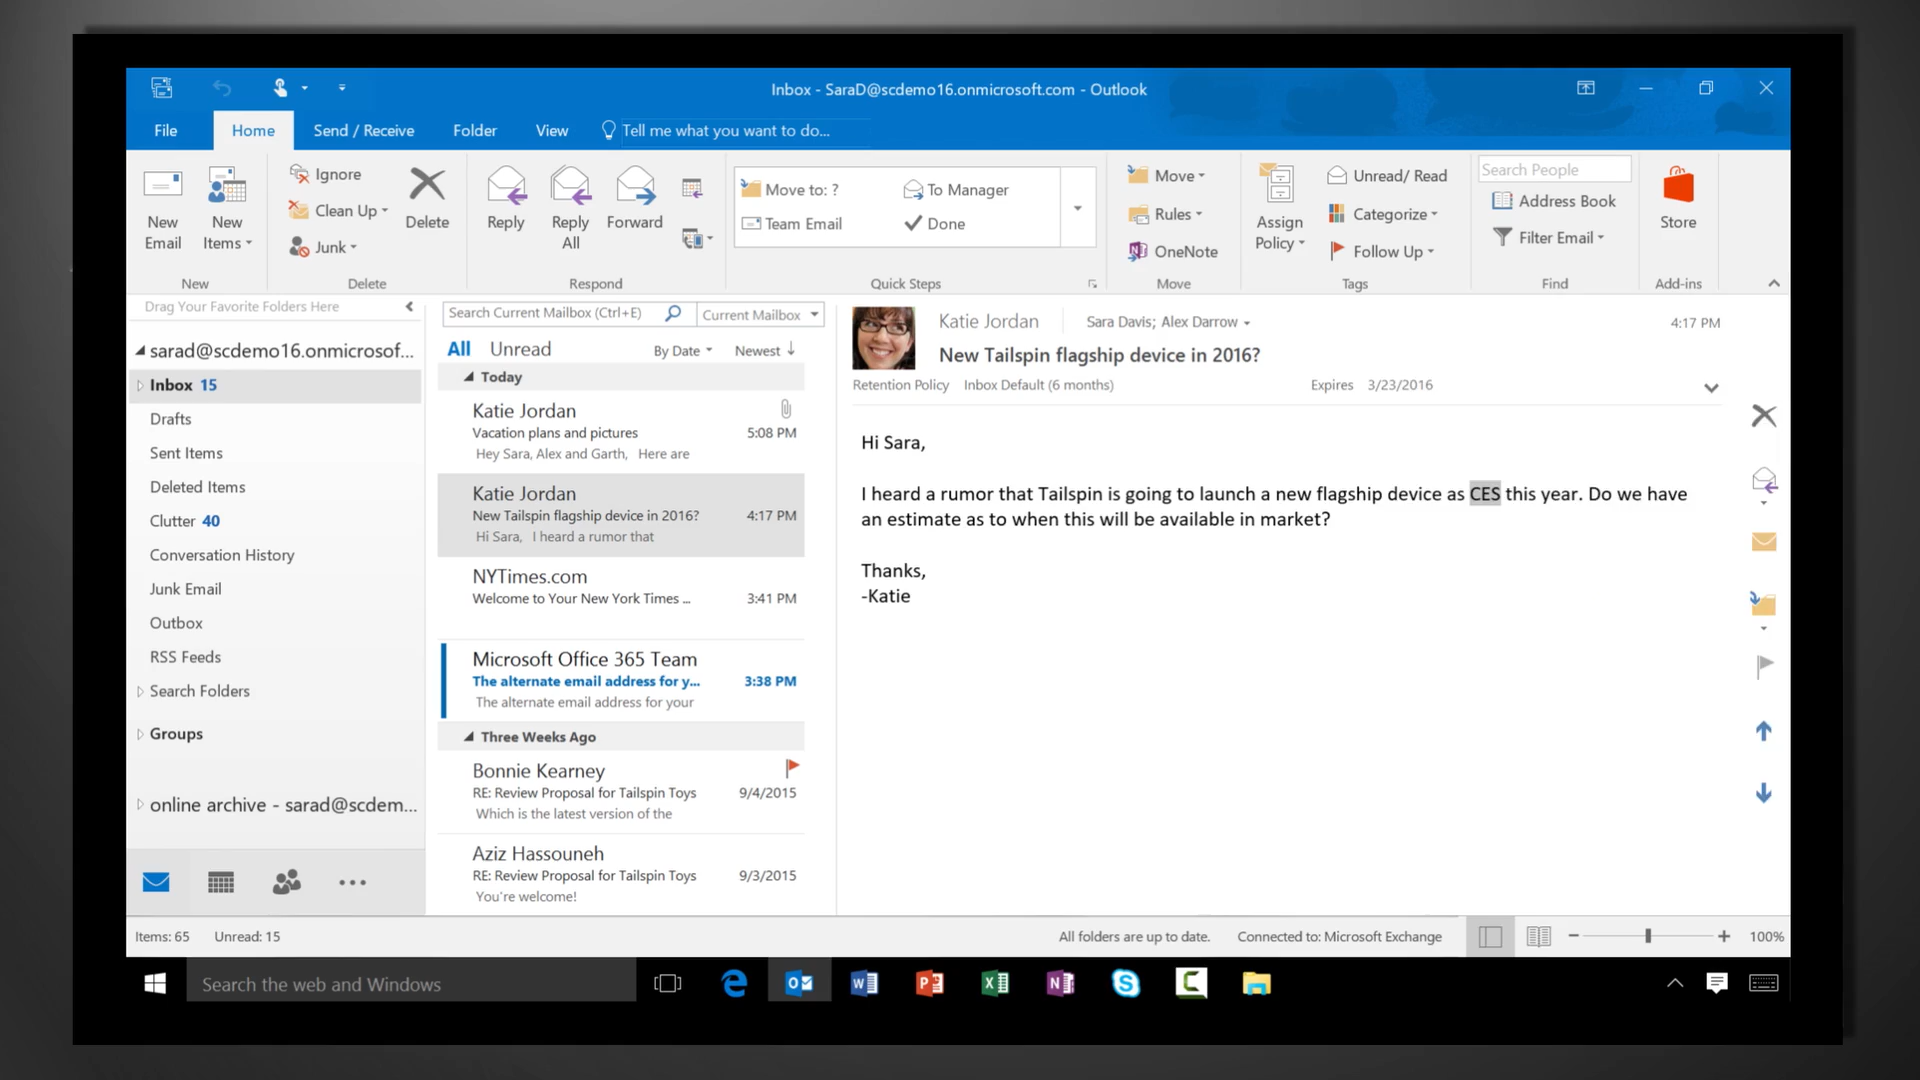 Inbox - SaraD@scdemo16.onmicrosoft.com - Outlook
File Home Send / Receive Folder View Tell me what you want to do...
New Email
New Items
New
Ignore
Clean Up
Junk
Delete
Delete
Reply
Reply All
Forward
Respond
Move to: ?
To Manager
Team Email
Done
Quick Steps
Move
Rules
OneNote
Move
Assign Policy
Unread/ Read
Categorize
Follow Up
Tags
Search People
Address Book
Filter Email
Find
Store
Add-ins
Drag Your Favorite Folders Here
sarad@scdemo16.onmicrosof...
Inbox 15
Drafts
Sent Items
Deleted Items
Clutter 40
Conversation History
Junk Email
Outbox
RSS Feeds
Search Folders
Groups
online archive - sarad@scdem...
Search Current Mailbox (Ctrl+E)
Current Mailbox
All Unread By Date Newest
Today
Katie Jordan
Vacation plans and pictures 5:08 PM
Hey Sara, Alex and Garth, Here are
Katie Jordan
New Tailspin flagship device in 2016? 4:17 PM
Hi Sara, I heard a rumor that
NYTimes.com
Welcome to Your New York Times ... 3:41 PM
Microsoft Office 365 Team
The alternate email address for y... 3:38 PM
The alternate email address for your
Three Weeks Ago
Bonnie Kearney
RE: Review Proposal for Tailspin Toys 9/4/2015
Which is the latest version of the
Aziz Hassouneh
RE: Review Proposal for Tailspin Toys 9/3/2015
You're welcome!
Katie Jordan Sara Davis; Alex Darrow 4:17 PM
New Tailspin flagship device in 2016?
Retention Policy Inbox Default (6 months) Expires 3/23/2016
Hi Sara,
I heard a rumor that Tailspin is going to launch a new flagship device as CES this year. Do we have
an estimate as to when this will be available in market?
Thanks,
-Katie
Items: 65 Unread: 15 All folders are up to date. Connected to: Microsoft Exchange 100%
Search the web and Windows